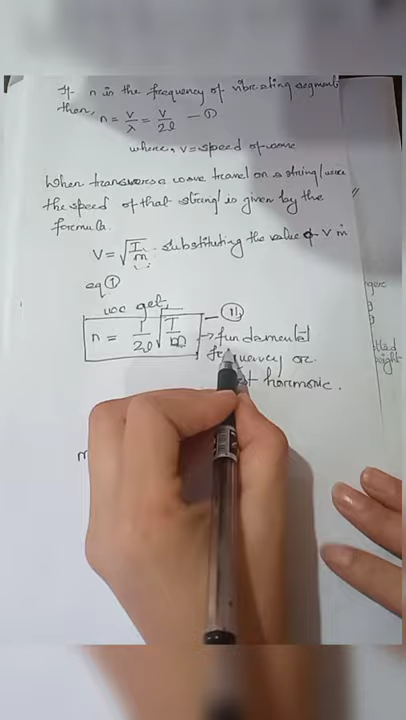 If n is the frequency of vibrating segment
then, n = V/λ = V/2l — ①
where, v = speed of wave
When transverse wave travel on a string/wire
the speed of that string is given by the
formula.
V = √T/m . Substituting the value of V in
eq ①
we get,
n = 1/2l √T/m — ⑪
→ fundamental
frequency or
harmonic.